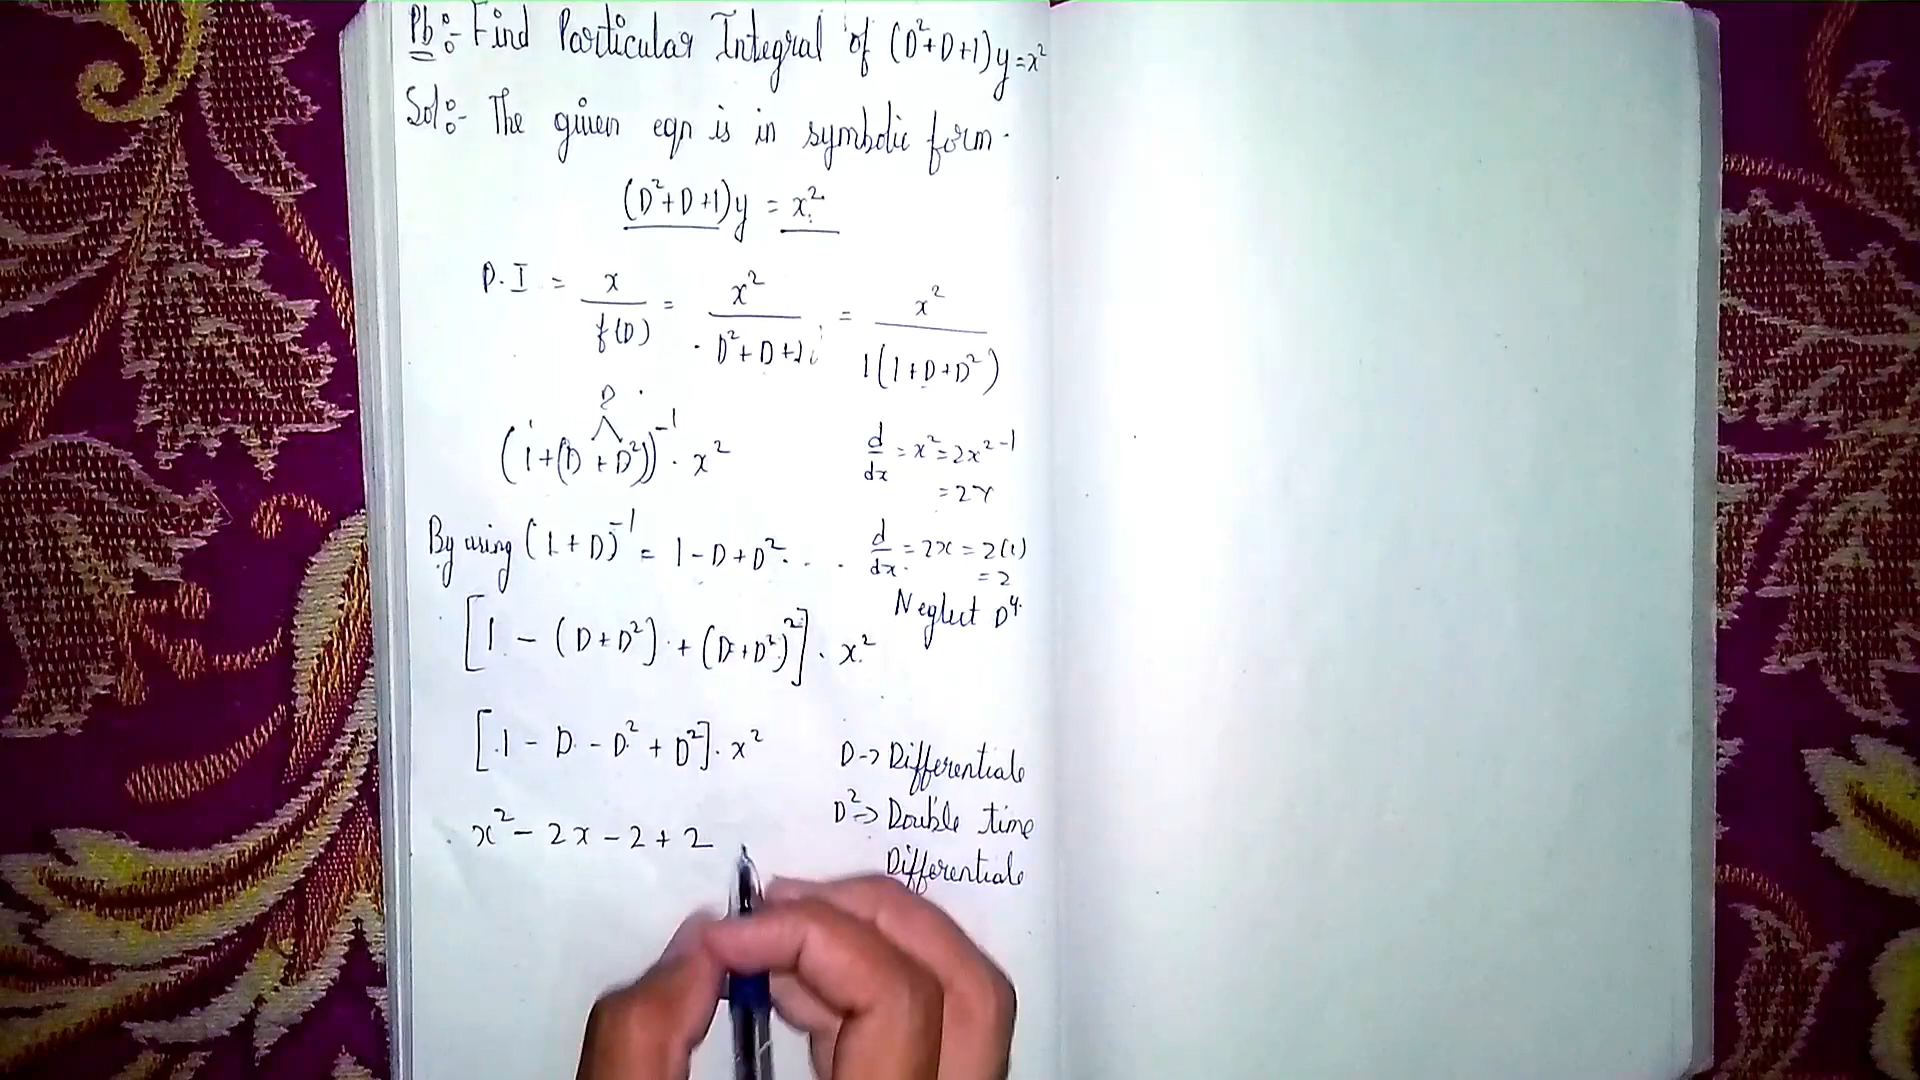 Pb:- Find Particular Integral of (D²+D+1)y=x²
Sol:- The given eqn is in symbolic form.
(D²+D+1)y = x²
P.I = x / f(D) = x² / D²+D+1 = x² / 1(1+D+D²)
D
(1+(D+D²))⁻¹ . x²
d/dx = x² = 2x²⁻¹
= 2x
By using (1+D)⁻¹ = 1-D+D² . . .
d/dx = 2x = 2(1)
= 2
Neglect D⁴
[1 - (D+D²) + (D+D²)²] . x²
[1 - D - D² + D²] . x²
D -> Differentiale
D² -> Double time
Differentiale
x² - 2x - 2 + 2